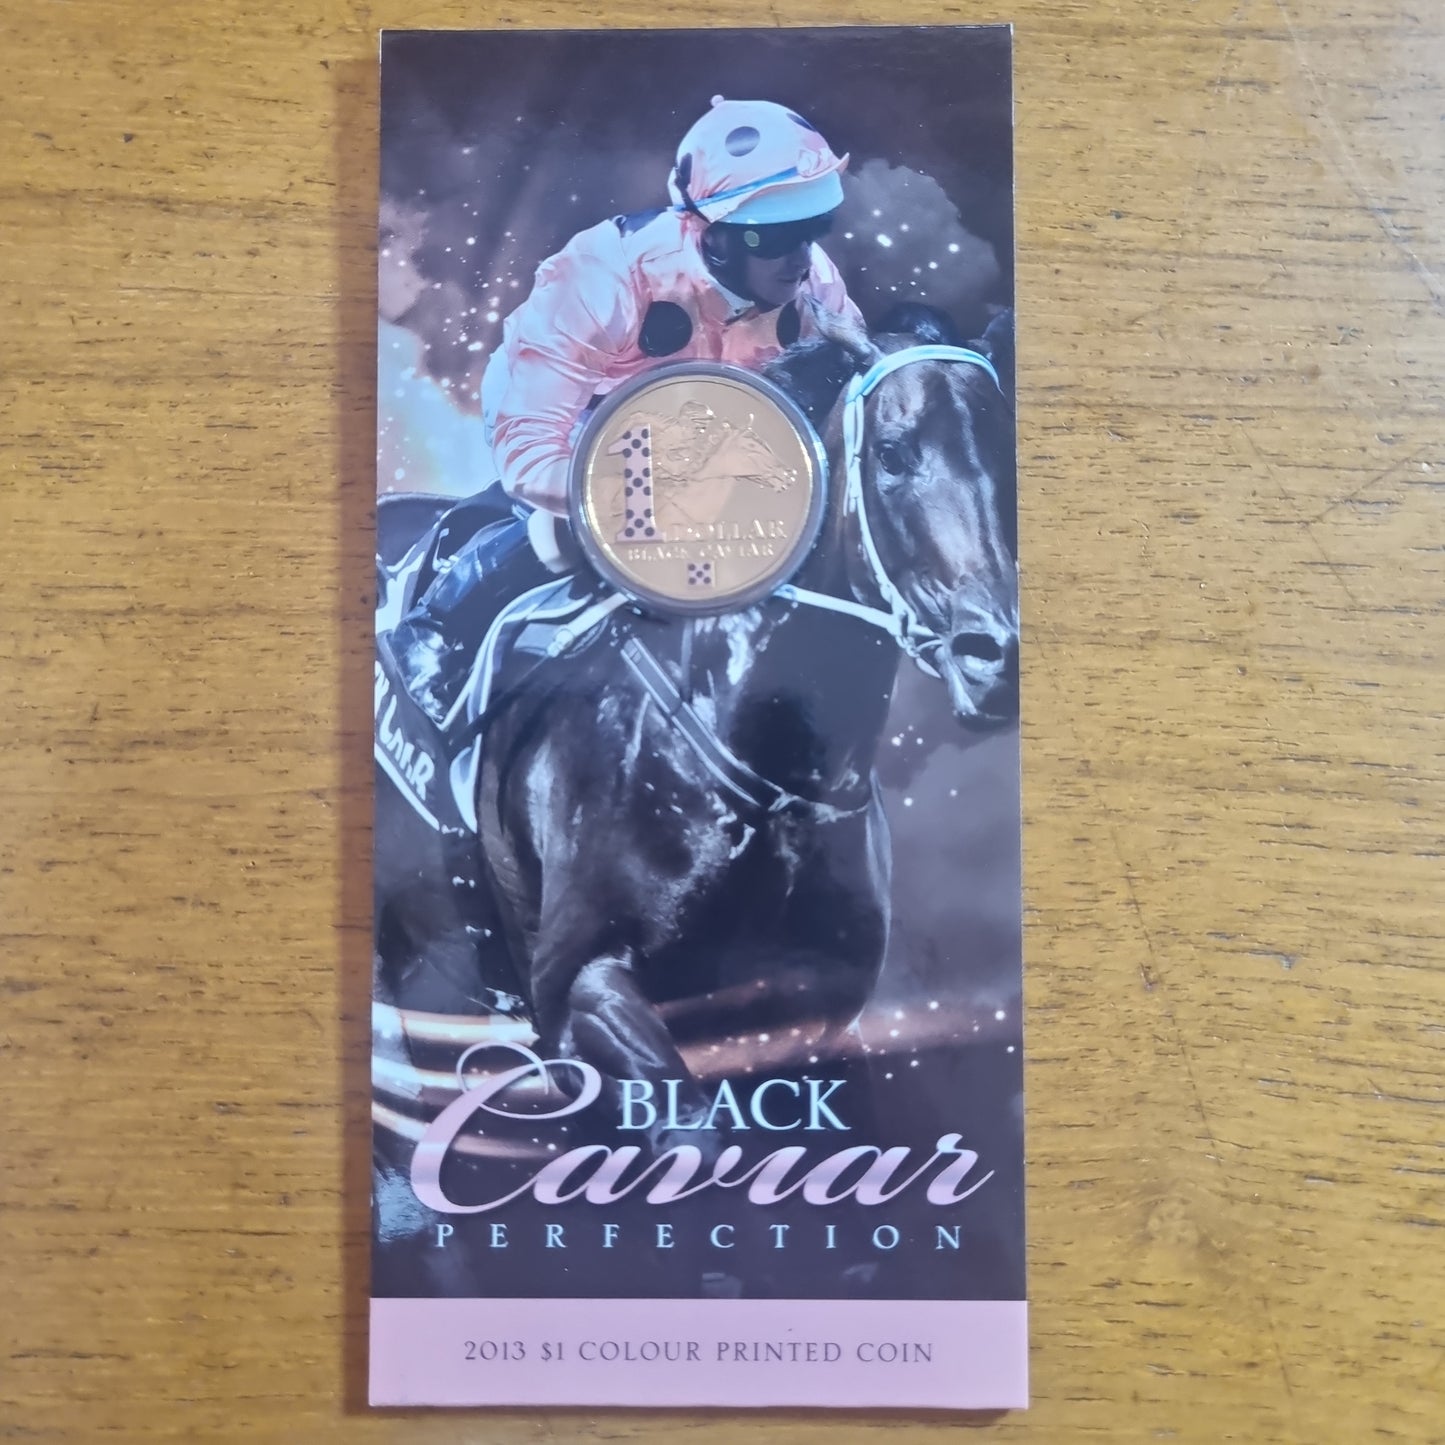 1
DOLLAR
BLACK CAVIAR
BLACK
Caviar
PERFECTION
2013 $1 COLOUR PRINTED COIN